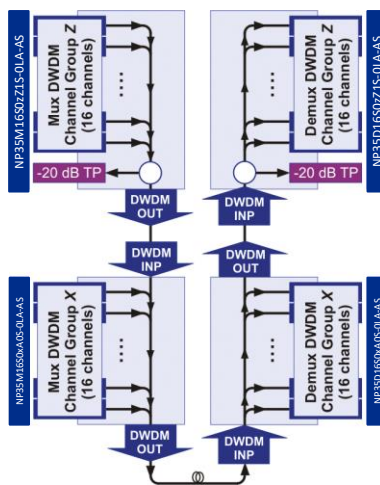 NP35M16S0zZ1S-0LA-AS
Mux DWDM
Channel Group Z
(16 channels)
-20 dB TP
DWDM
OUT
NP35D16S0zZ1S-0LA-AS
Demux DWDM
Channel Group Z
(16 channels)
-20 dB TP
DWDM
INP
DWDM
INP
DWDM
OUT
NP35M16S0xA0S-0LA-AS
Mux DWDM
Channel Group X
(16 channels)
DWDM
OUT
NP35D16S0xA0S-0LA-AS
Demux DWDM
Channel Group X
(16 channels)
DWDM
INP